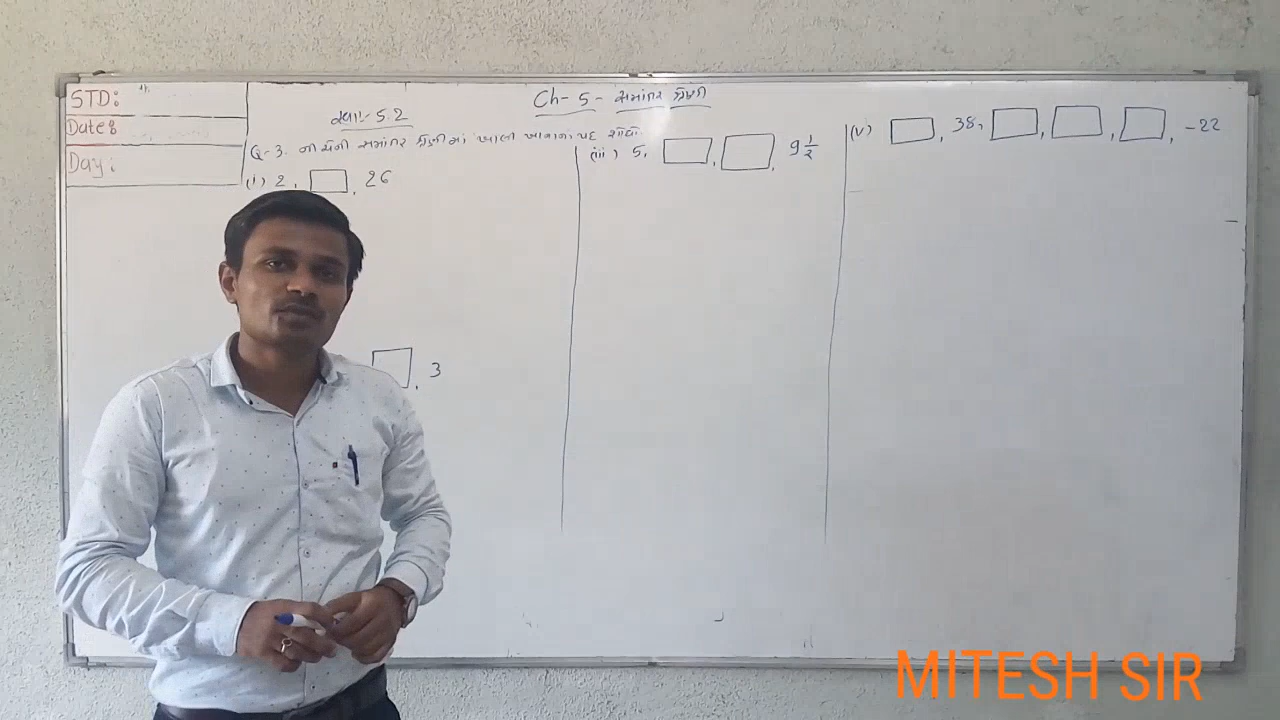 STD:
Date:
Day:
Ch-5- સમાંતર શ્રેણી
સ્વા. 5.2
Q-3. નીચેની સમાંતર શ્રેણીમાં ખાલી ખાનાના પદ શોધો.
(i) 2, □, 26
□, 3
(iii) 5, □, □, 9 1/2
(v) □, 38, □, □, □, -22
MITESH SIR